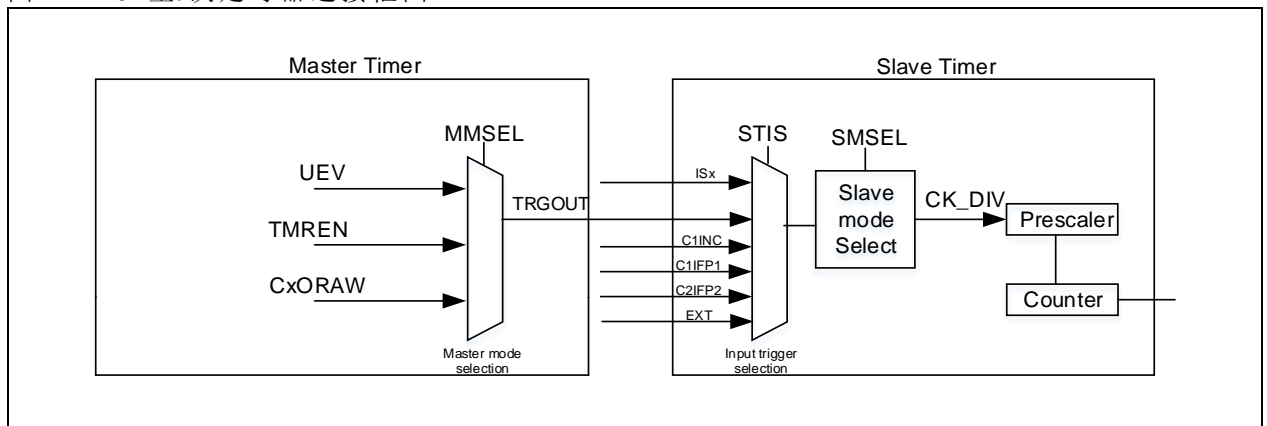 Master Timer
MMSEL
UEV
TMREN
CxORAW
TRGOUT
Master mode
selection
Slave Timer
STIS
SMSEL
ISx
C1INC
C1IFP1
C2IFP2
EXT
Input trigger
selection
Slave
mode
Select
CK_DIV
Prescaler
Counter